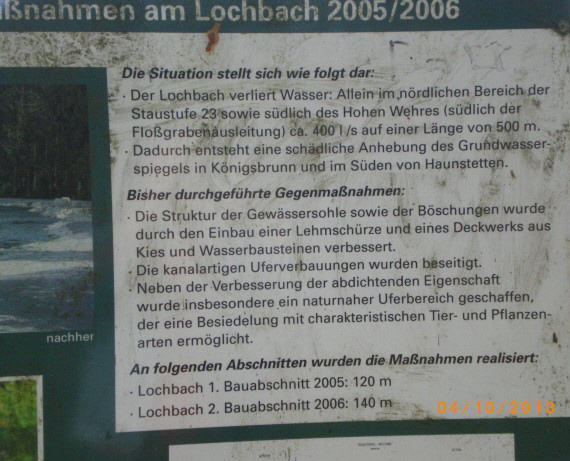 ßnahmen am Lochbach 2005/2006
Die Situation stellt sich wie folgt dar:
· Der Lochbach verliert Wasser: Allein im nördlichen Bereich der
Staustufe 23 sowie südlich des Hohen Wehres (südlich der
Floßgrabenausleitung) ca. 400 l/s auf einer Länge von 500 m.
· Dadurch entsteht eine schädliche Anhebung des Grundwasser-
spiegels in Königsbrunn und im Süden von Haunstetten.
Bisher durchgeführte Gegenmaßnahmen:
· Die Struktur der Gewässersohle sowie der Böschungen wurde
durch den Einbau einer Lehmschürze und eines Deckwerks aus
Kies und Wasserbausteinen verbessert.
· Die kanalartigen Uferverbauungen wurden beseitigt.
· Neben der Verbesserung der abdichtenden Eigenschaft
wurde insbesondere ein naturnaher Uferbereich geschaffen,
der eine Besiedelung mit charakteristischen Tier- und Pflanzen-
arten ermöglicht.
nachher
An folgenden Abschnitten wurden die Maßnahmen realisiert:
· Lochbach 1. Bauabschnitt 2005: 120 m
· Lochbach 2. Bauabschnitt 2006: 140 m
04/10/2013